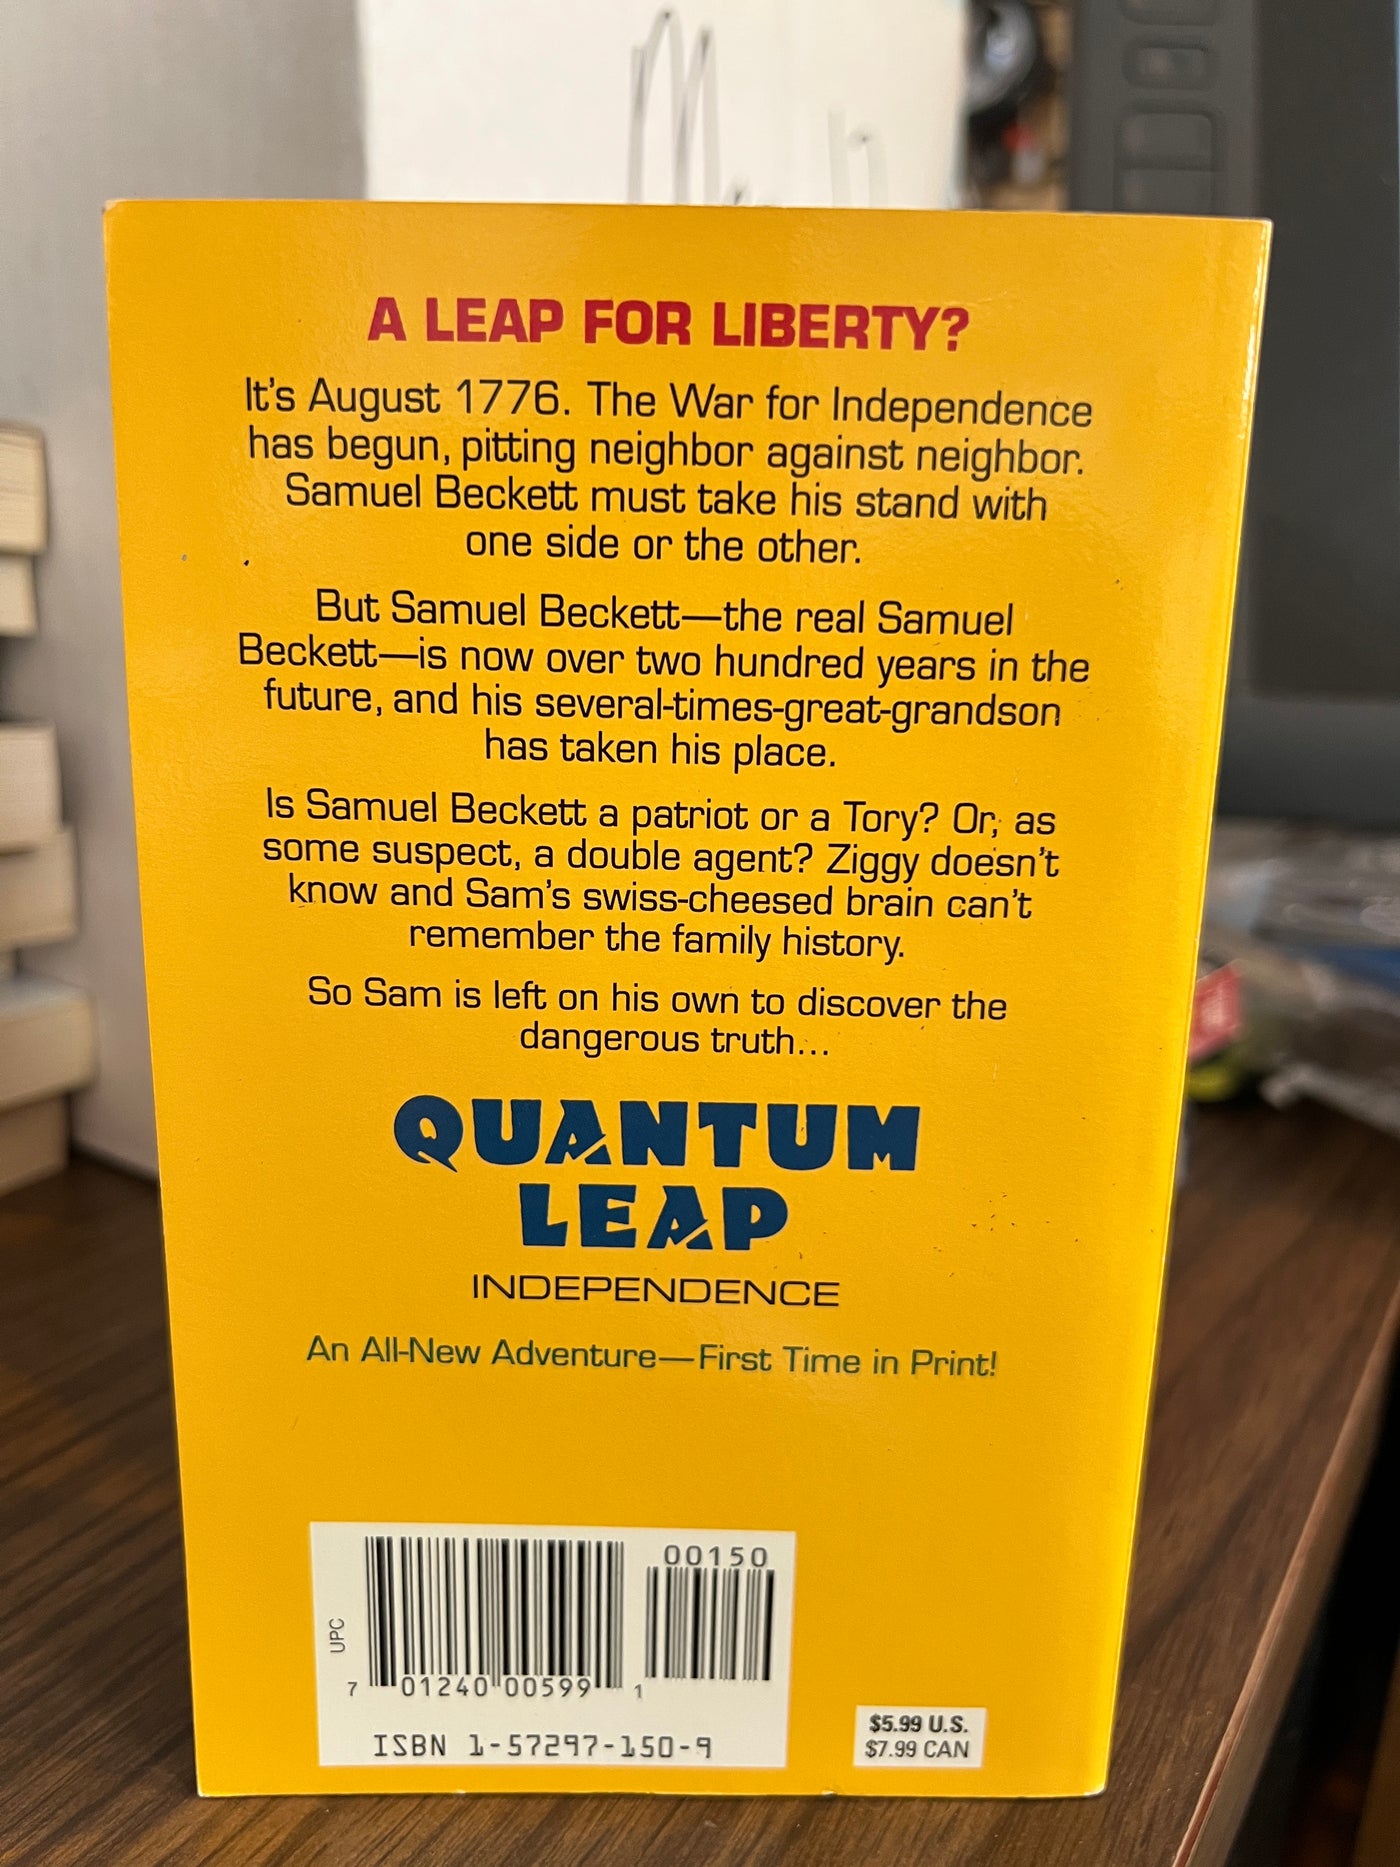 A LEAP FOR LIBERTY?
It's August 1776. The War for Independence
has begun, pitting neighbor against neighbor.
Samuel Beckett must take his stand with
one side or the other.
But Samuel Beckett—the real Samuel
Beckett—is now over two hundred years in the
future, and his several-times-great-grandson
has taken his place.
Is Samuel Beckett a patriot or a Tory? Or, as
some suspect, a double agent? Ziggy doesn't
know and Sam's swiss-cheesed brain can't
remember the family history.
So Sam is left on his own to discover the
dangerous truth...
QUANTUM
LEAP
INDEPENDENCE
An All-New Adventure—First Time in Print!
00150
UPC
7 01240 00599 1
ISBN 1-57297-150-9
$5.99 U.S.
$7.99 CAN